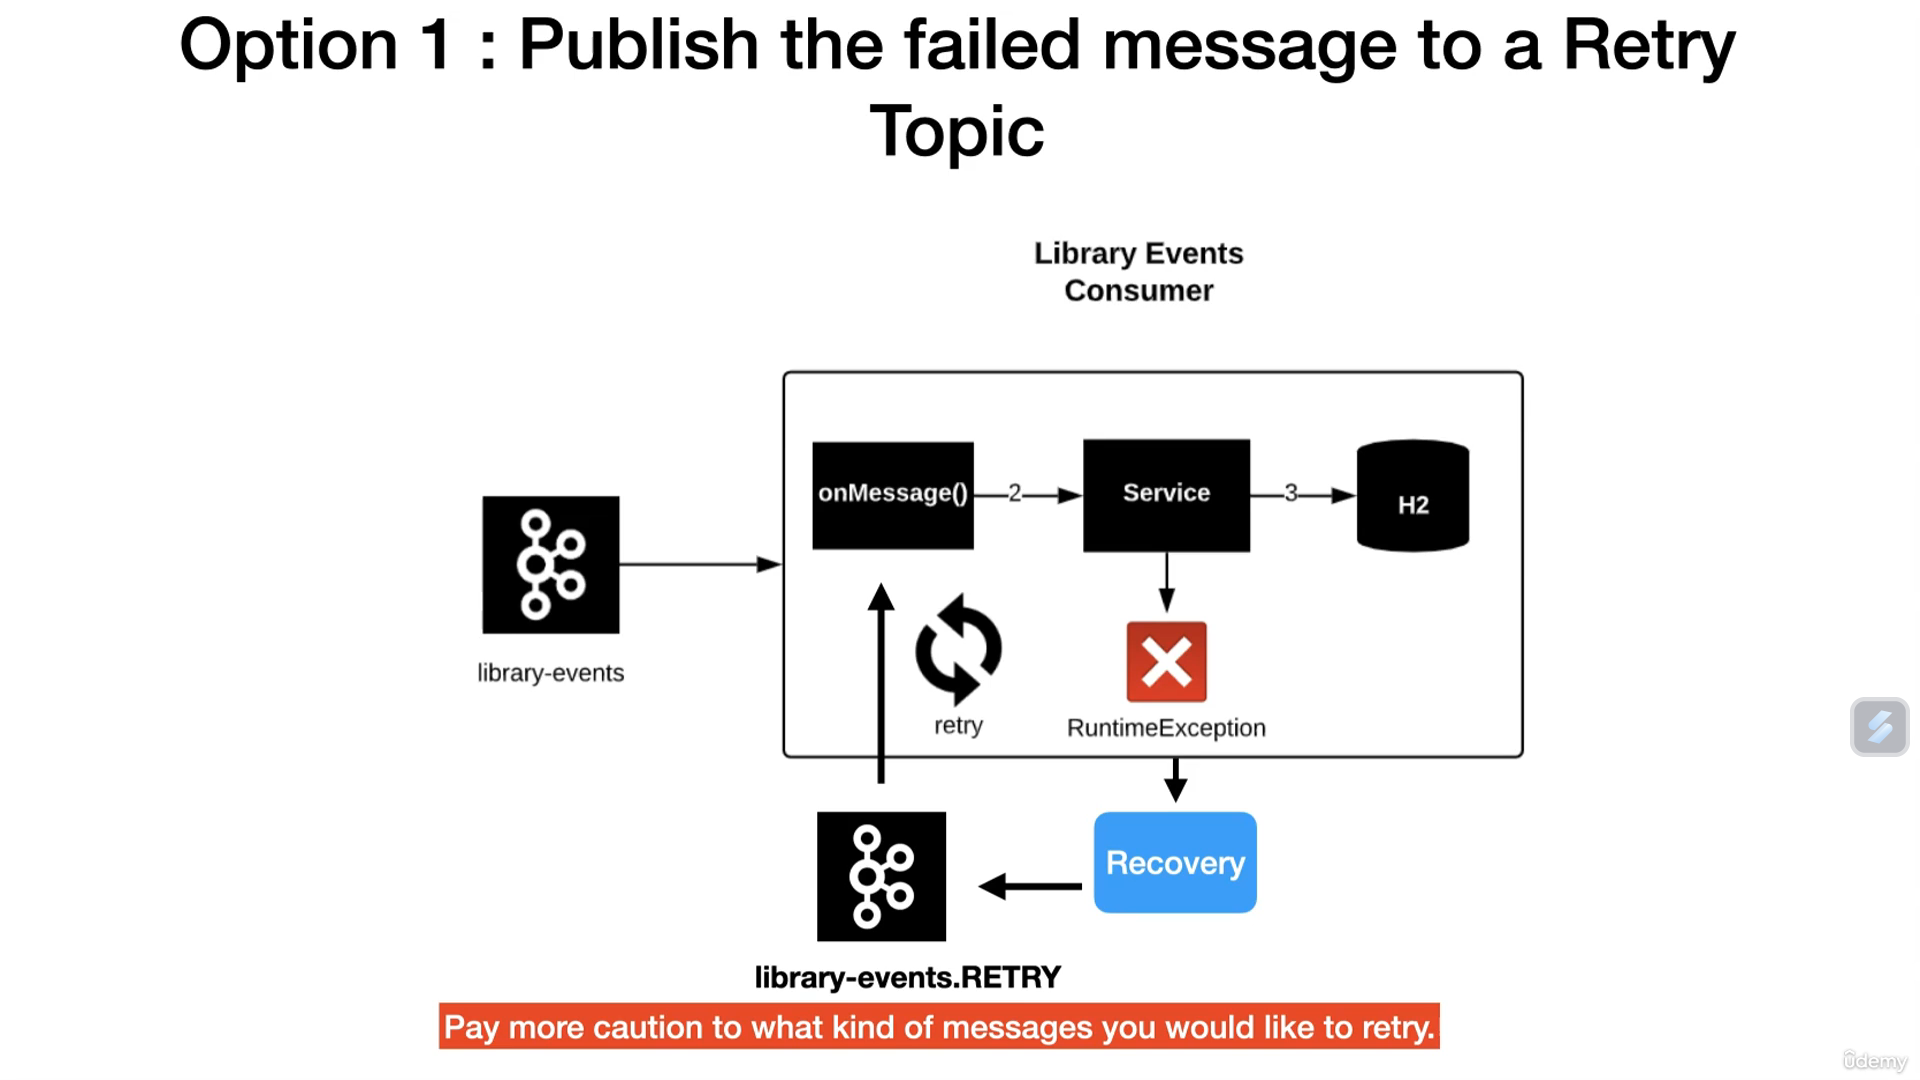 Option 1 : Publish the failed message to a Retry
Topic
Library Events
Consumer
onMessage()
2
Service
3
H2
library-events
retry
RuntimeException
Recovery
library-events.RETRY
Pay more caution to what kind of messages you would like to retry.
ûdemy